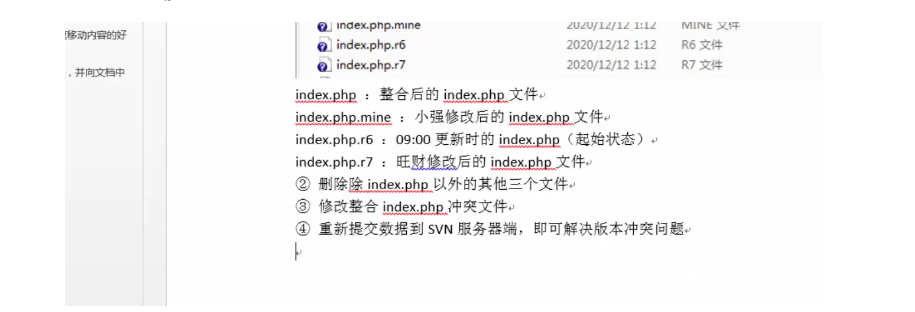 index.php.mine 2020/12/12 1:12 MINE 文件
移动内容的好
index.php.r6 2020/12/12 1:12 R6 文件
index.php.r7 2020/12/12 1:12 R7 文件
，并向文档中
index.php ：整合后的 index.php 文件
index.php.mine ：小强修改后的 index.php 文件
index.php.r6 ：09:00 更新时的 index.php（起始状态）
index.php.r7 ：旺财修改后的 index.php 文件
② 删除除 index.php 以外的其他三个文件
③ 修改整合 index.php 冲突文件
④ 重新提交数据到 SVN 服务器端，即可解决版本冲突问题